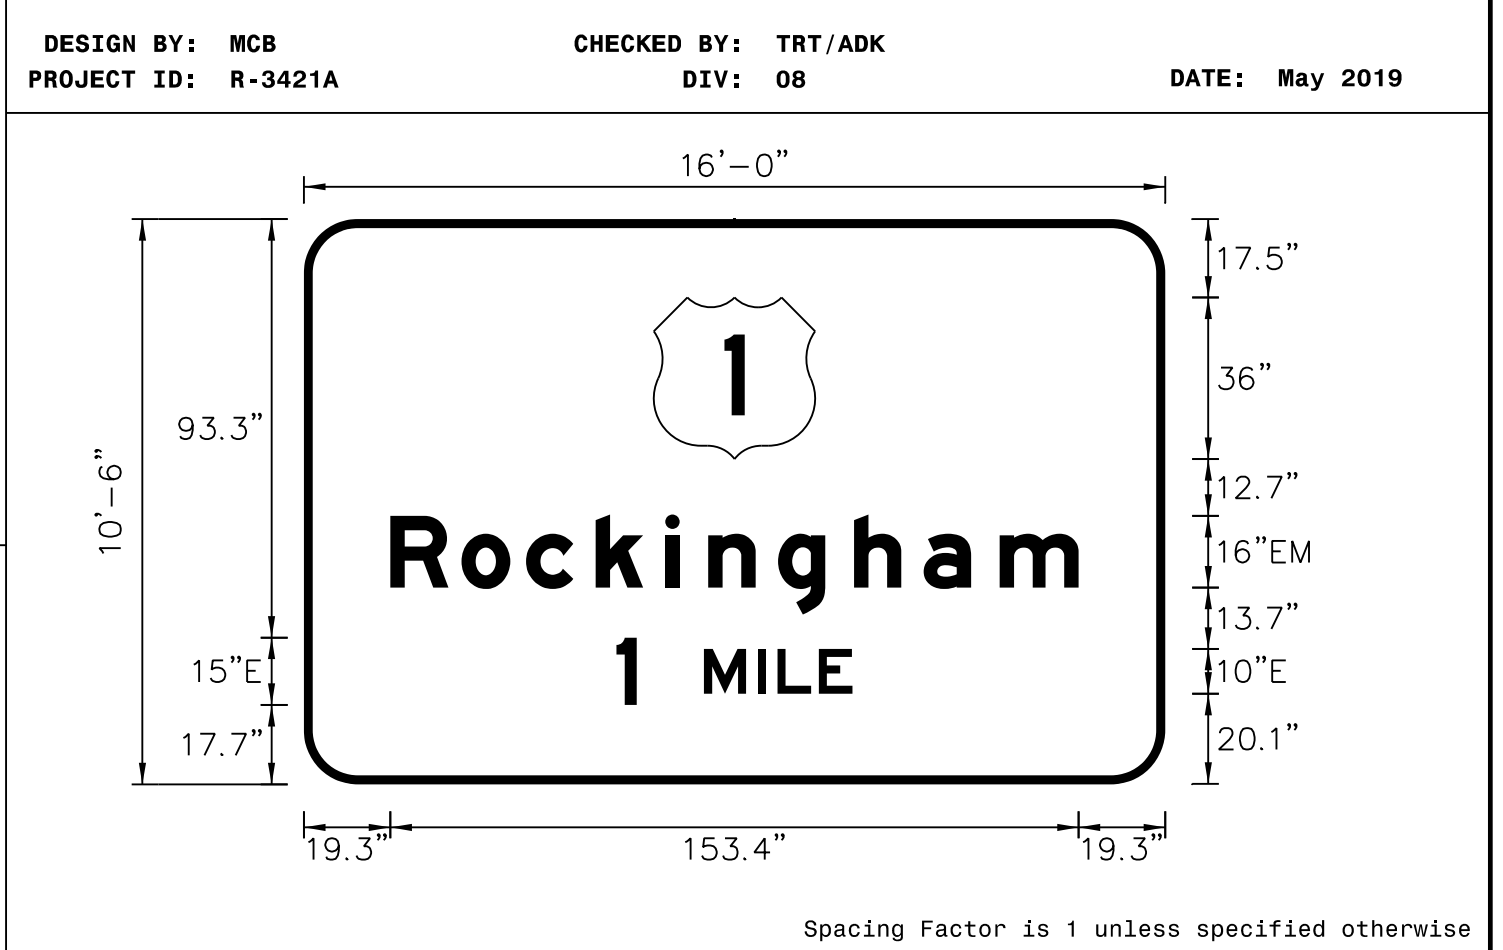 DESIGN BY: MCB CHECKED BY: TRT/ADK
PROJECT ID: R-3421A DIV: 08 DATE: May 2019
16’–0”
17.5”
1
36”
93.3”
10’–6”
12.7”
Rockingham
16”EM
13.7”
1 MILE
15”E
10”E
17.7”
20.1”
19.3” 153.4” 19.3”
Spacing Factor is 1 unless specified otherwise